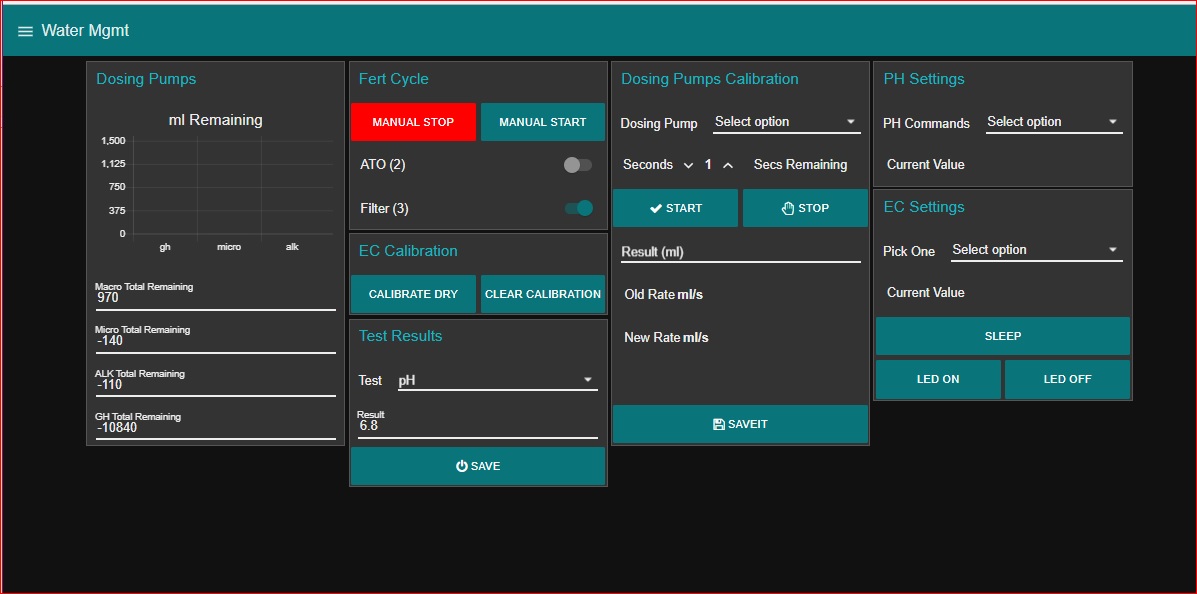 Water Mgmt
Dosing Pumps
ml Remaining
1,500
1,125
750
375
0
gh micro alk
Macro Total Remaining
970
Micro Total Remaining
-140
ALK Total Remaining
-110
GH Total Remaining
-10840
Fert Cycle
MANUAL STOP MANUAL START
ATO (2)
Filter (3)
EC Calibration
CALIBRATE DRY CLEAR CALIBRATION
Test Results
Test pH
Result
6.8
SAVE
Dosing Pumps Calibration
Dosing Pump Select option
Seconds 1 Secs Remaining
START STOP
Result (ml)
Old Rate ml/s
New Rate ml/s
SAVEIT
PH Settings
PH Commands Select option
Current Value
EC Settings
Pick One Select option
Current Value
SLEEP
LED ON LED OFF